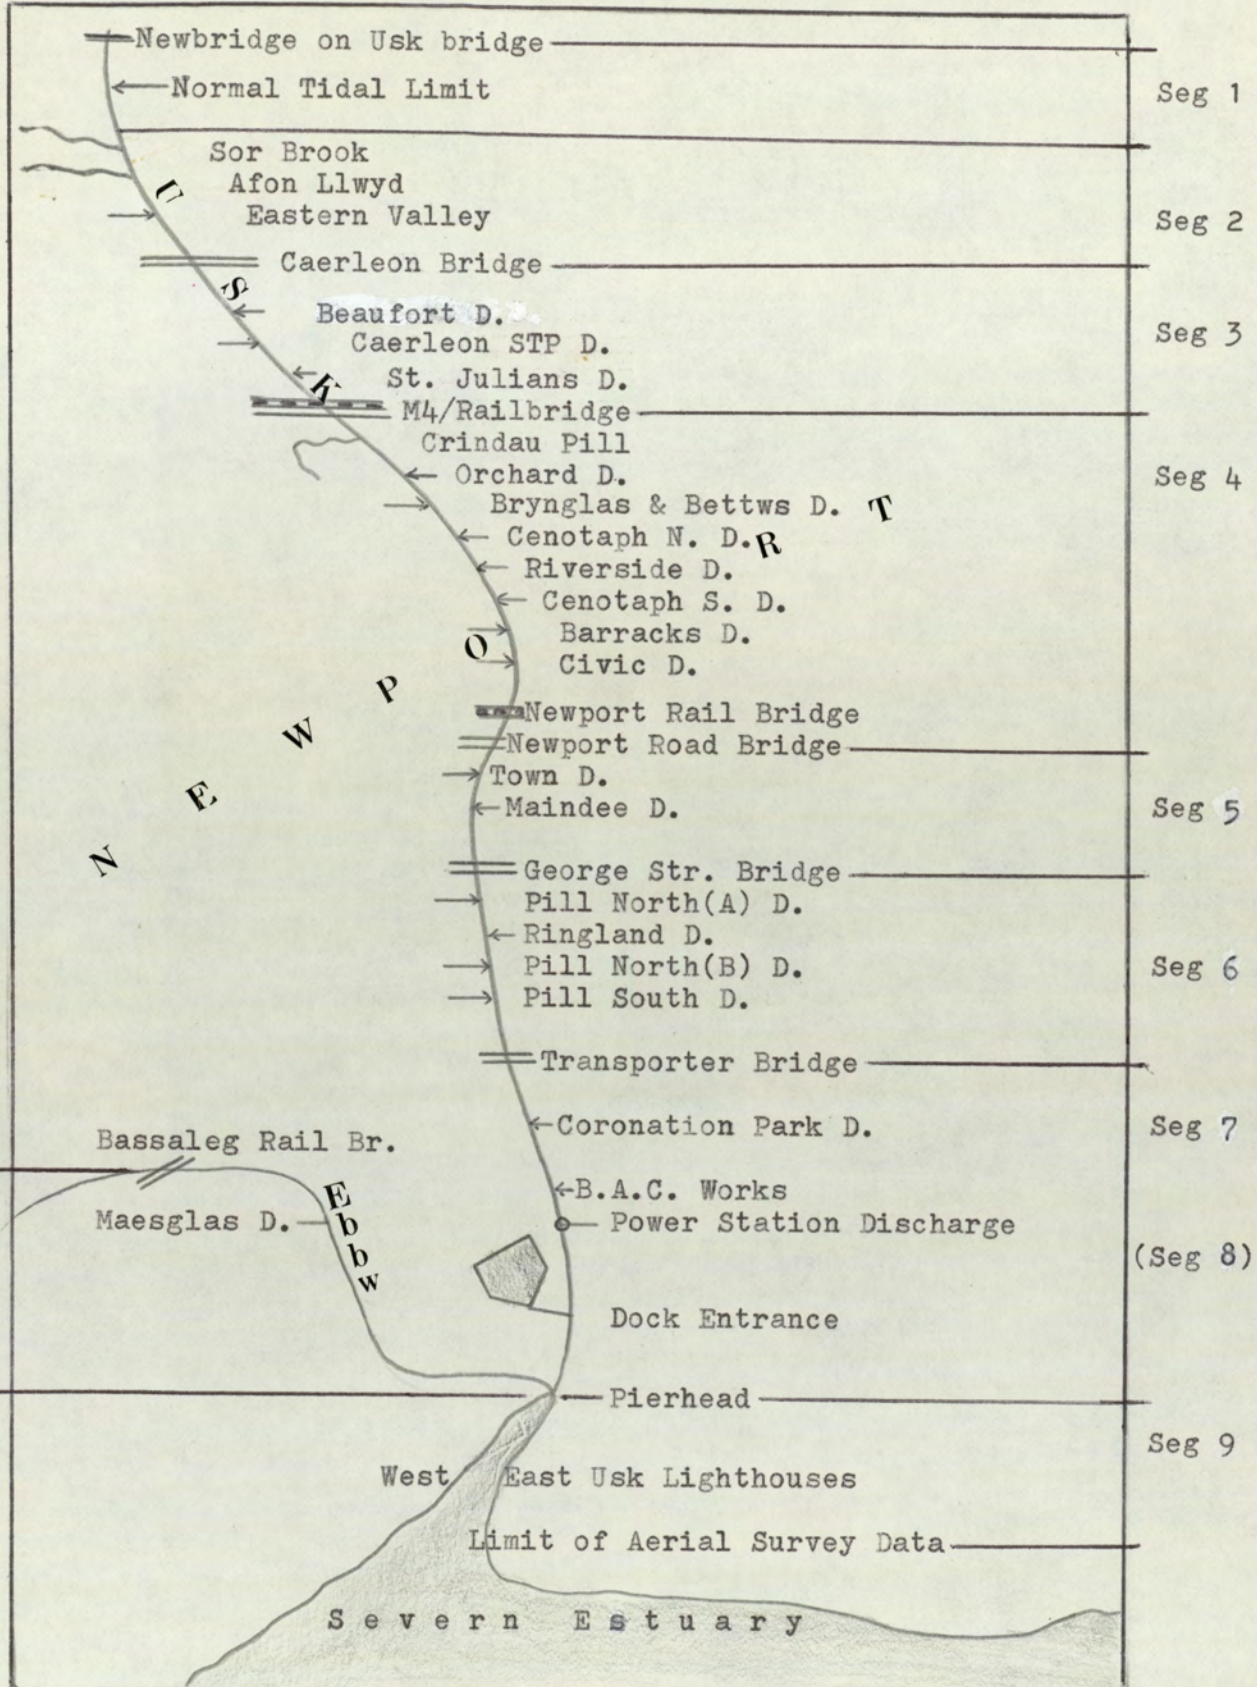 Newbridge on Usk bridge
Normal Tidal Limit
Seg 1
Sor Brook
Afon Llwyd
Eastern Valley
Seg 2
USK
Caerleon Bridge
Beaufort D.
Caerleon STP D.
Seg 3
St. Julians D.
M4/Railbridge
Crindau Pill
Orchard D.
Seg 4
Brynglas & Bettws D.
Cenotaph N. D.
Riverside D.
Cenotaph S. D.
Barracks D.
Civic D.
NEWPORT
Newport Rail Bridge
Newport Road Bridge
Town D.
Maindee D.
Seg 5
George Str. Bridge
Pill North(A) D.
Ringland D.
Pill North(B) D.
Seg 6
Pill South D.
Transporter Bridge
Coronation Park D.
Seg 7
Bassaleg Rail Br.
B.A.C. Works
Maesglas D.
Ebbw
Power Station Discharge
(Seg 8)
Dock Entrance
Pierhead
Seg 9
West East Usk Lighthouses
Limit of Aerial Survey Data
Severn Estuary